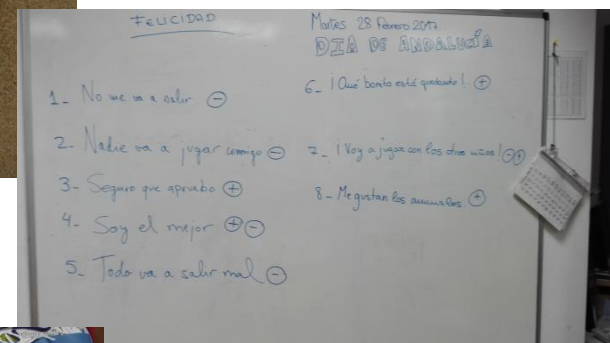 FELICIDAD
Martes 28 Febrero 2017
DIA DE ANDALUCÍA
1- No me va a salir. ⊖
2- Nadie va a jugar conmigo ⊖
3- Seguro que apruebo ⊕
4- Soy el mejor ⊕ ⊖
5- Todo va a salir mal ⊖
6- ¡Qué bonito está quedando! ⊕
7- ¡Voy a jugar con los otros niños! ⊖ ⊕
8- Me gustan los animales. ⊕